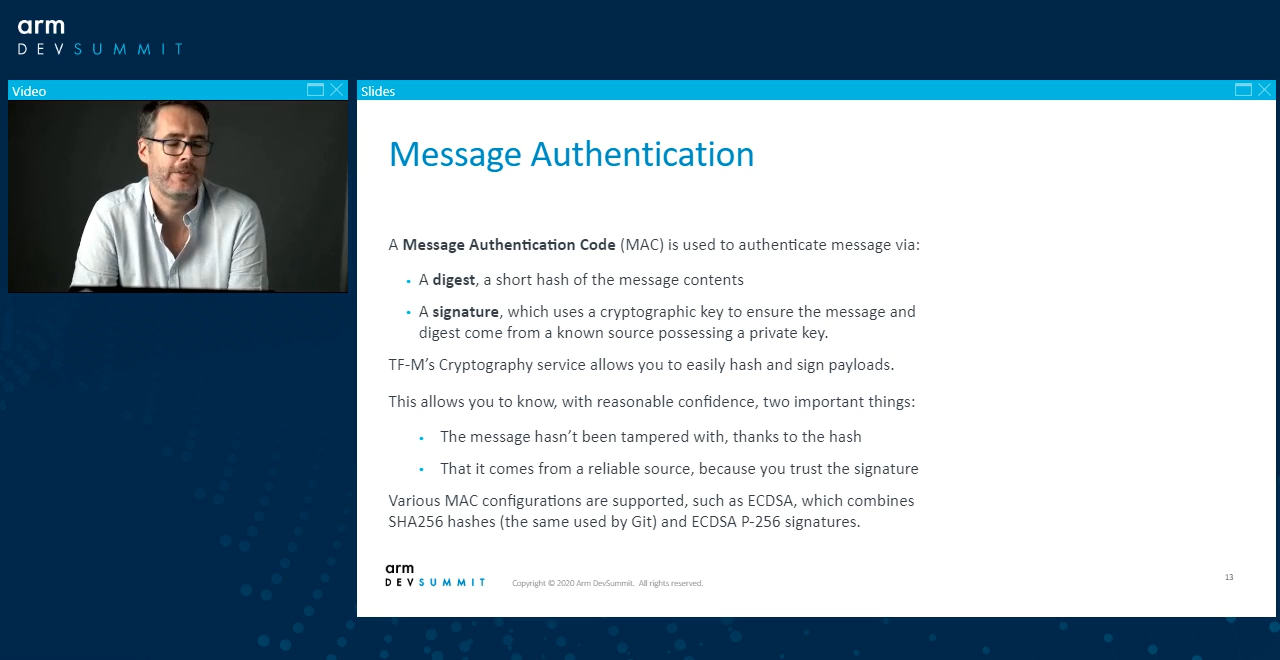 arm
DEVSUMMIT
Video
Slides
Message Authentication
A Message Authentication Code (MAC) is used to authenticate message via:
• A digest, a short hash of the message contents
• A signature, which uses a cryptographic key to ensure the message and
digest come from a known source possessing a private key.
TF-M’s Cryptography service allows you to easily hash and sign payloads.
This allows you to know, with reasonable confidence, two important things:
• The message hasn’t been tampered with, thanks to the hash
• That it comes from a reliable source, because you trust the signature
Various MAC configurations are supported, such as ECDSA, which combines
SHA256 hashes (the same used by Git) and ECDSA P-256 signatures.
arm
DEVSUMMIT
Copyright © 2020 Arm DevSummit. All rights reserved.
13